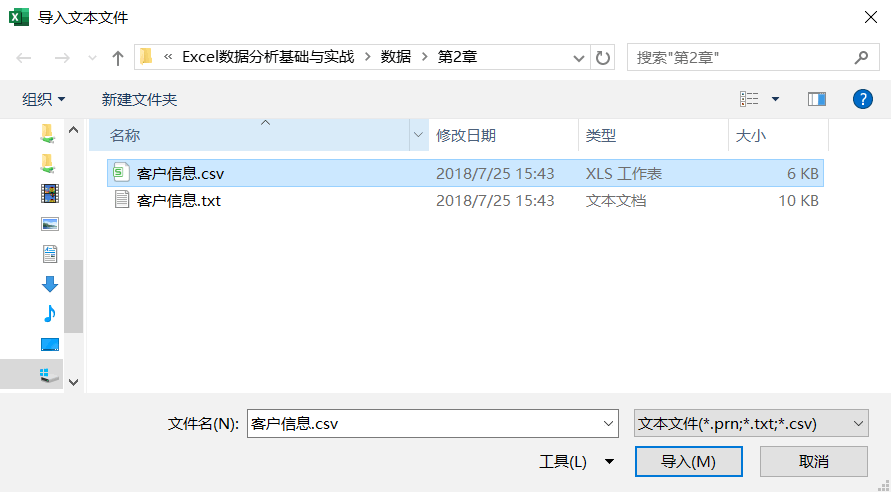 导入文本文件
« Excel数据分析基础与实战 › 数据 › 第2章 搜索"第2章"
组织 新建文件夹
名称 修改日期 类型 大小
客户信息.csv 2018/7/25 15:43 XLS 工作表 6 KB
客户信息.txt 2018/7/25 15:43 文本文档 10 KB
文件名(N): 客户信息.csv 文本文件(*.prn;*.txt;*.csv)
工具(L) 导入(M) 取消